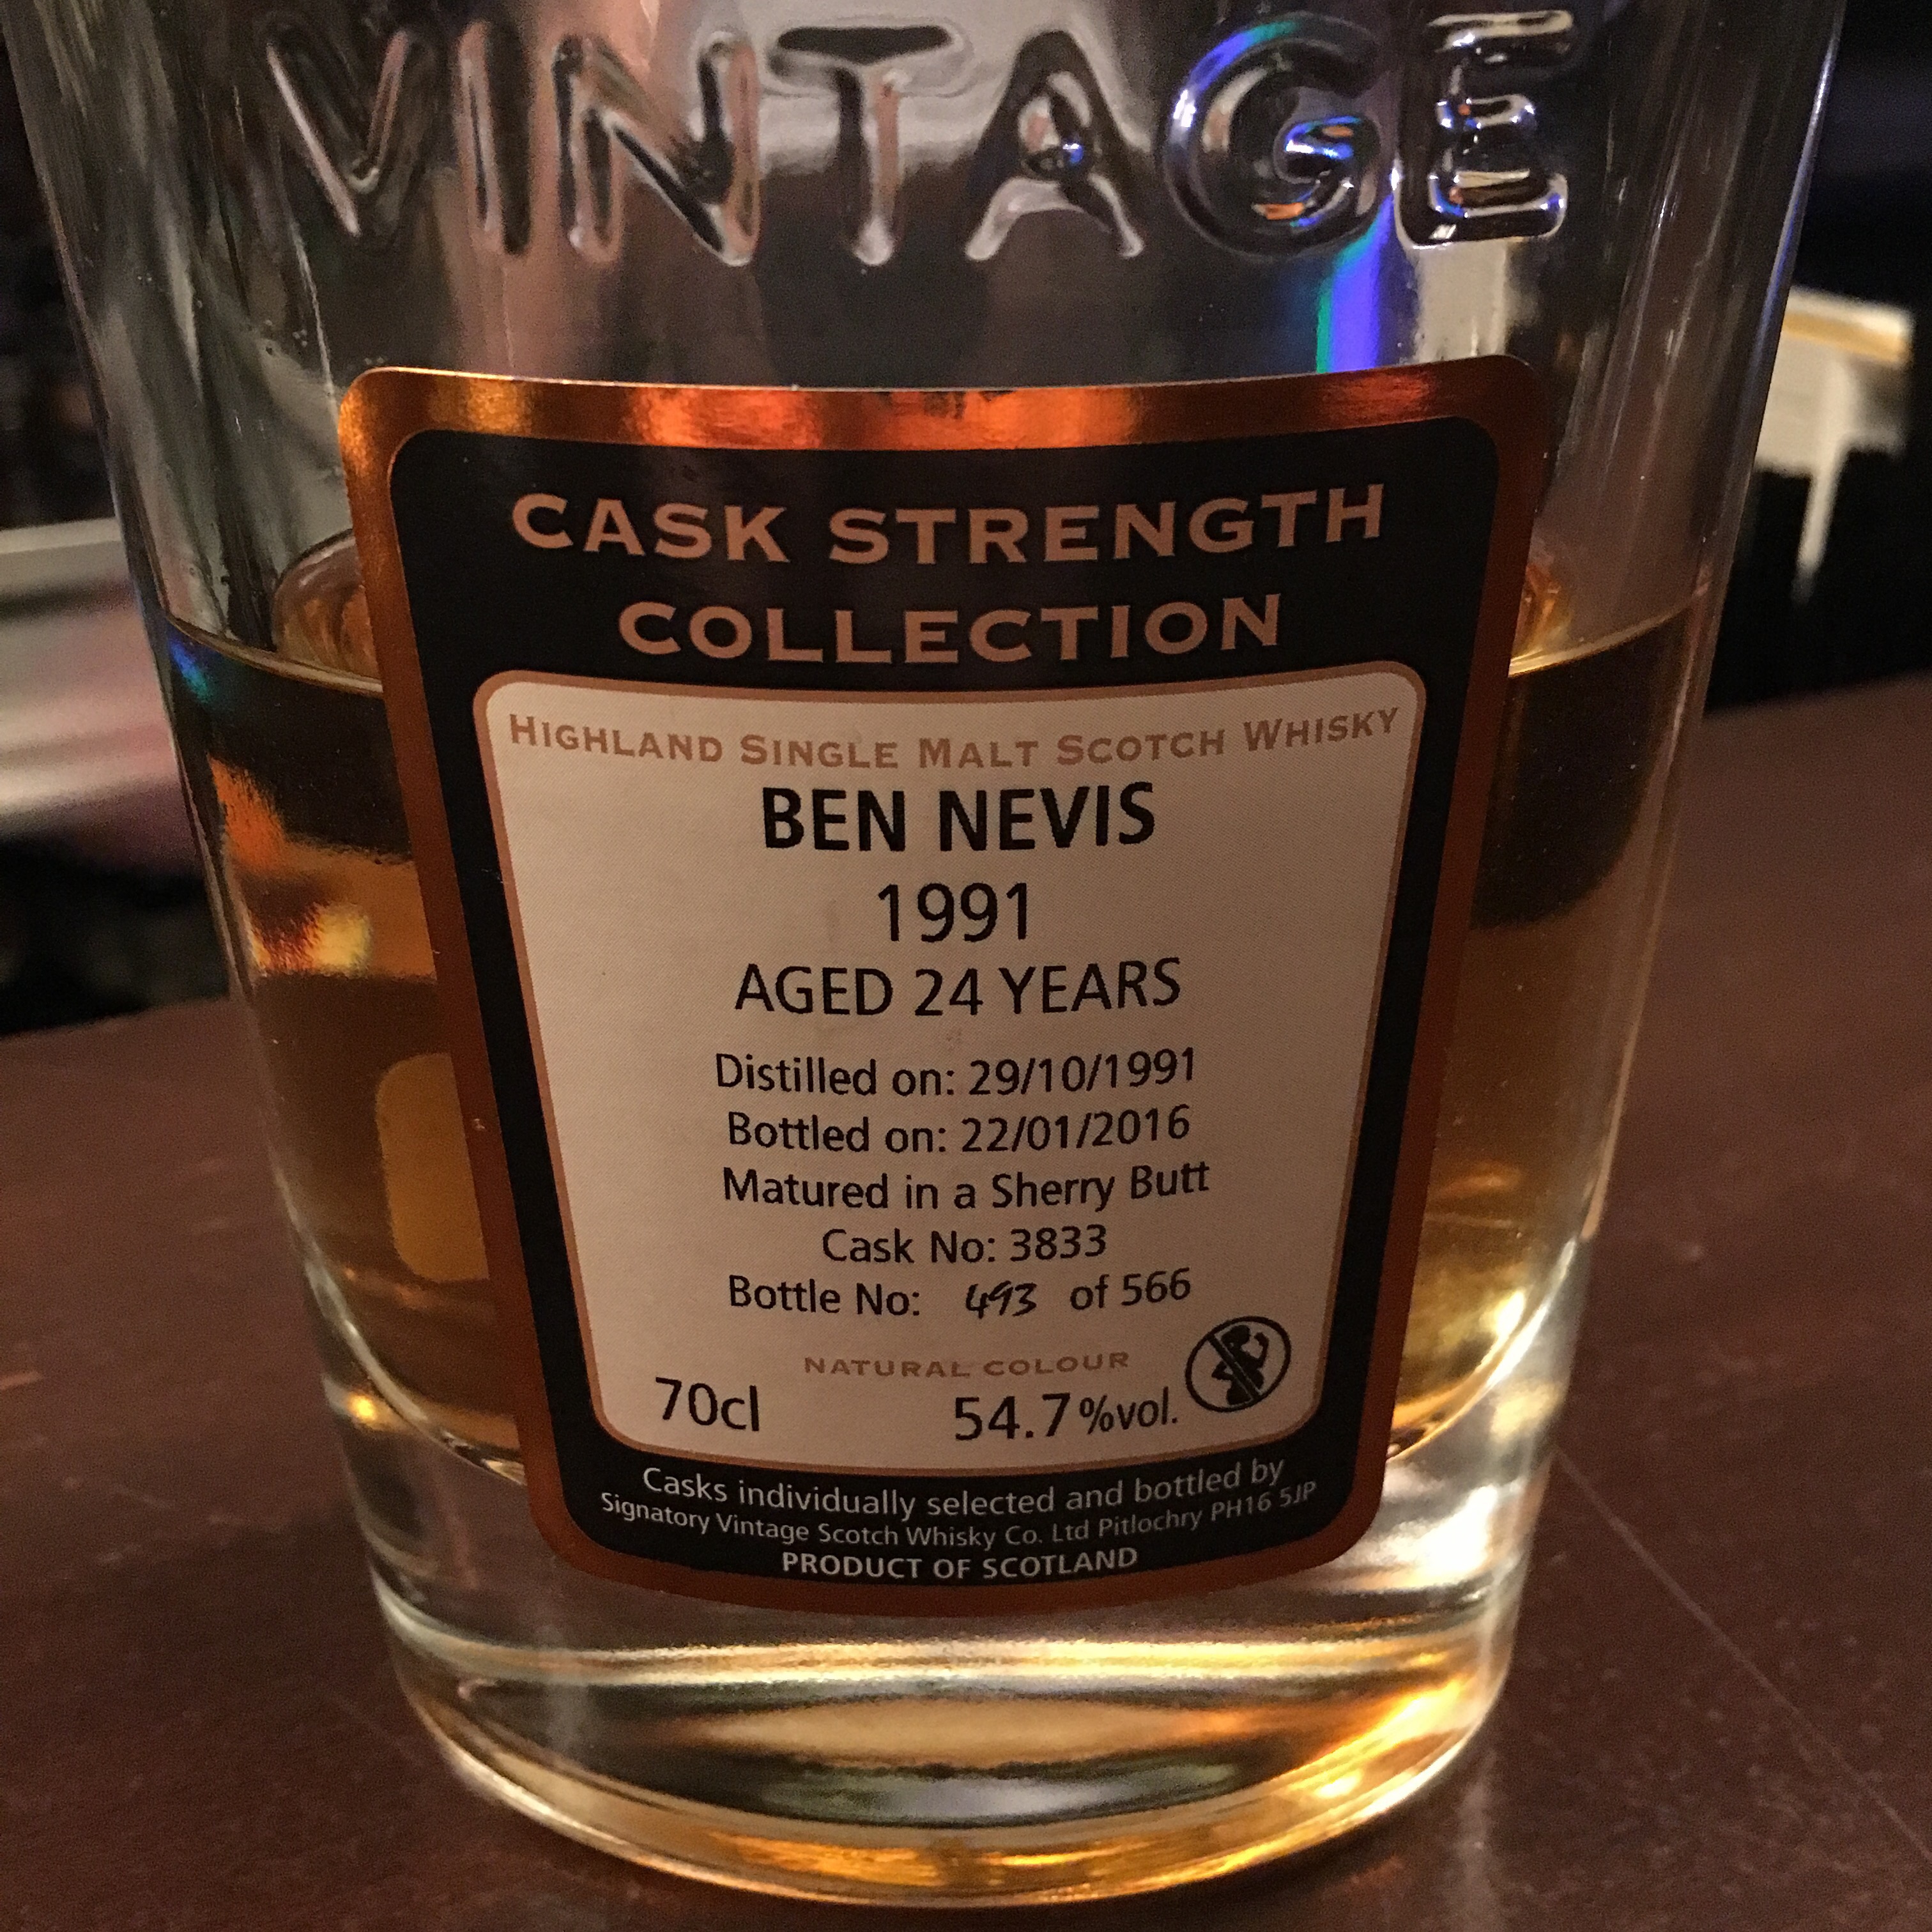 VINTAGE
CASK STRENGTH
COLLECTION
HIGHLAND SINGLE MALT SCOTCH WHISKY
BEN NEVIS
1991
AGED 24 YEARS
Distilled on: 29/10/1991
Bottled on: 22/01/2016
Matured in a Sherry Butt
Cask No: 3833
Bottle No: 493 of 566
NATURAL COLOUR
70cl 54.7%vol.
Casks individually selected and bottled by
Signatory Vintage Scotch Whisky Co. Ltd Pitlochry PH16 5JP
PRODUCT OF SCOTLAND